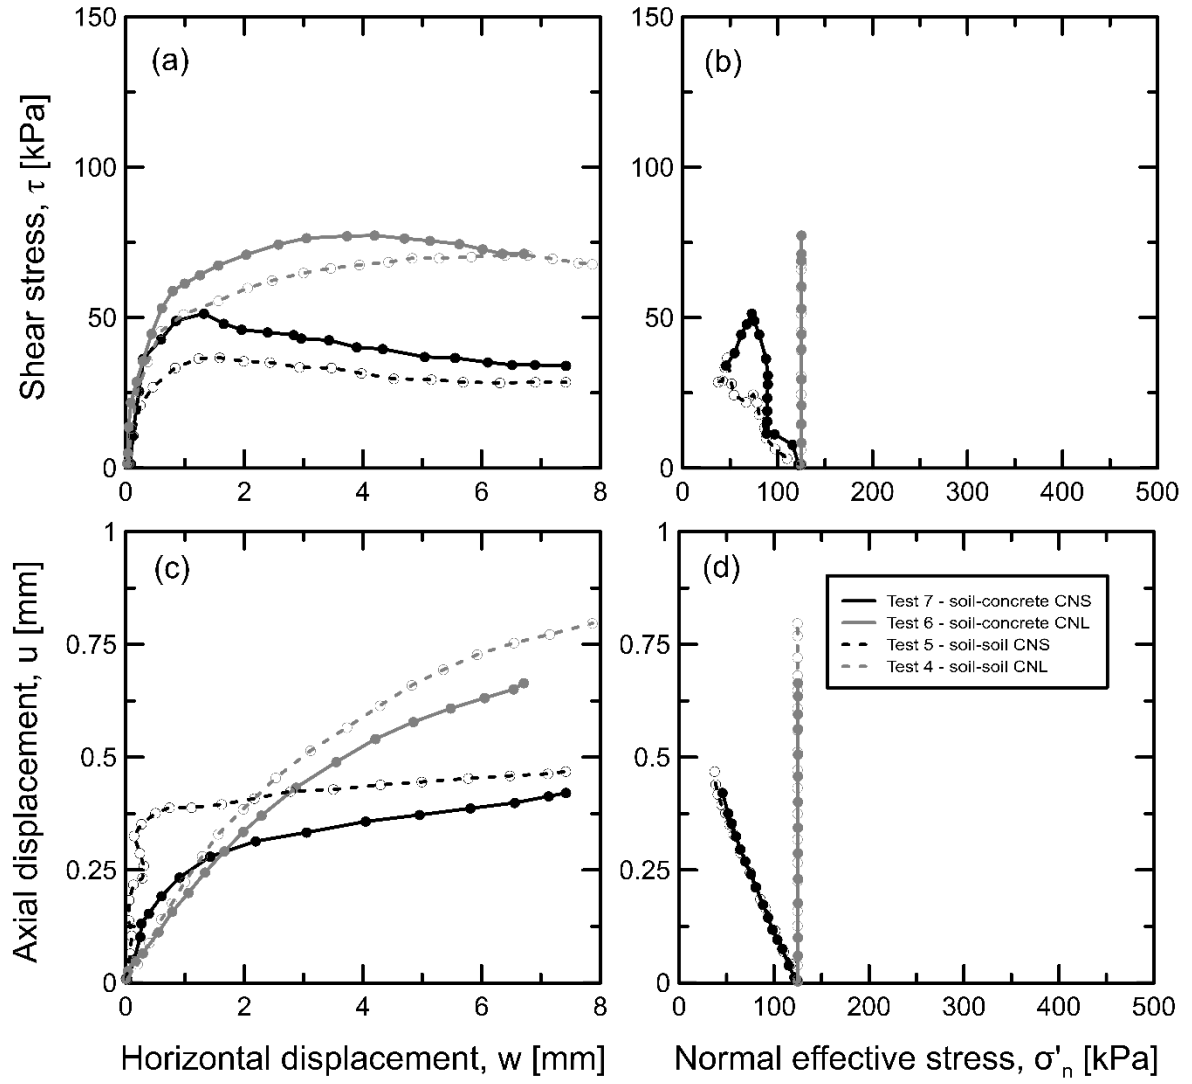 150
(a)
100
50
0
0 2 4 6 8
Shear stress, τ [kPa]
150
(b)
100
50
0
0 100 200 300 400 500
1
(c)
0.75
0.5
0.25
0
0 2 4 6 8
Axial displacement, u [mm]
Horizontal displacement, w [mm]
1
(d)
Test 7 - soil-concrete CNS
Test 6 - soil-concrete CNL
Test 5 - soil-soil CNS
Test 4 - soil-soil CNL
0.75
0.5
0.25
0
0 100 200 300 400 500
Normal effective stress, σ'n [kPa]